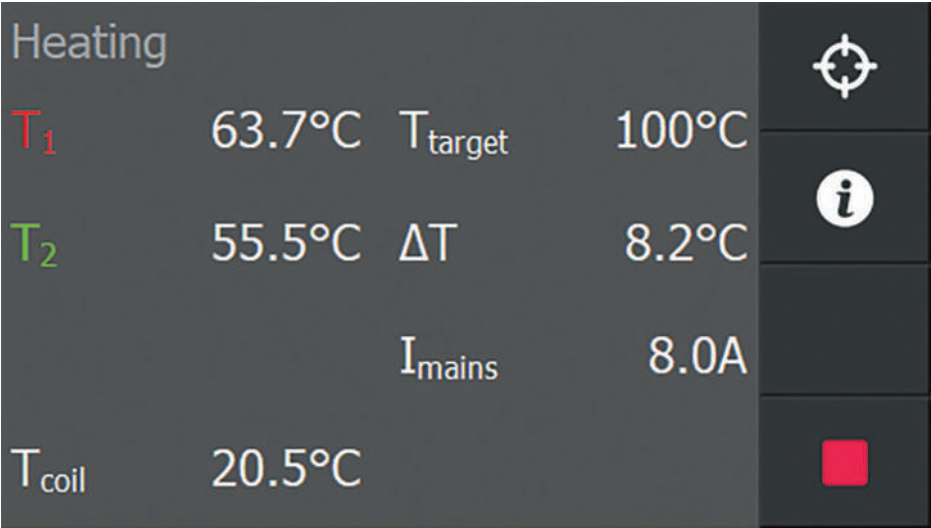 Heating
T1 63.7°C Ttarget 100°C
T2 55.5°C ΔT 8.2°C
Imains 8.0A
Tcoil 20.5°C